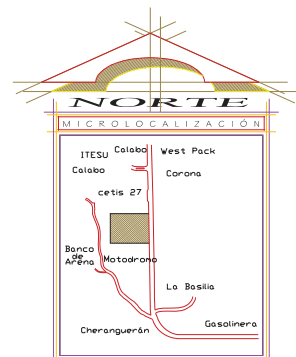 NORTE
MICROLOCALIZACIÓN
Calabo West Pack
ITESU
Calabo Corona
cetis 27
Banco
de
Arena
Motodromo
La Basilia
Gasolinera
Cheranguerán